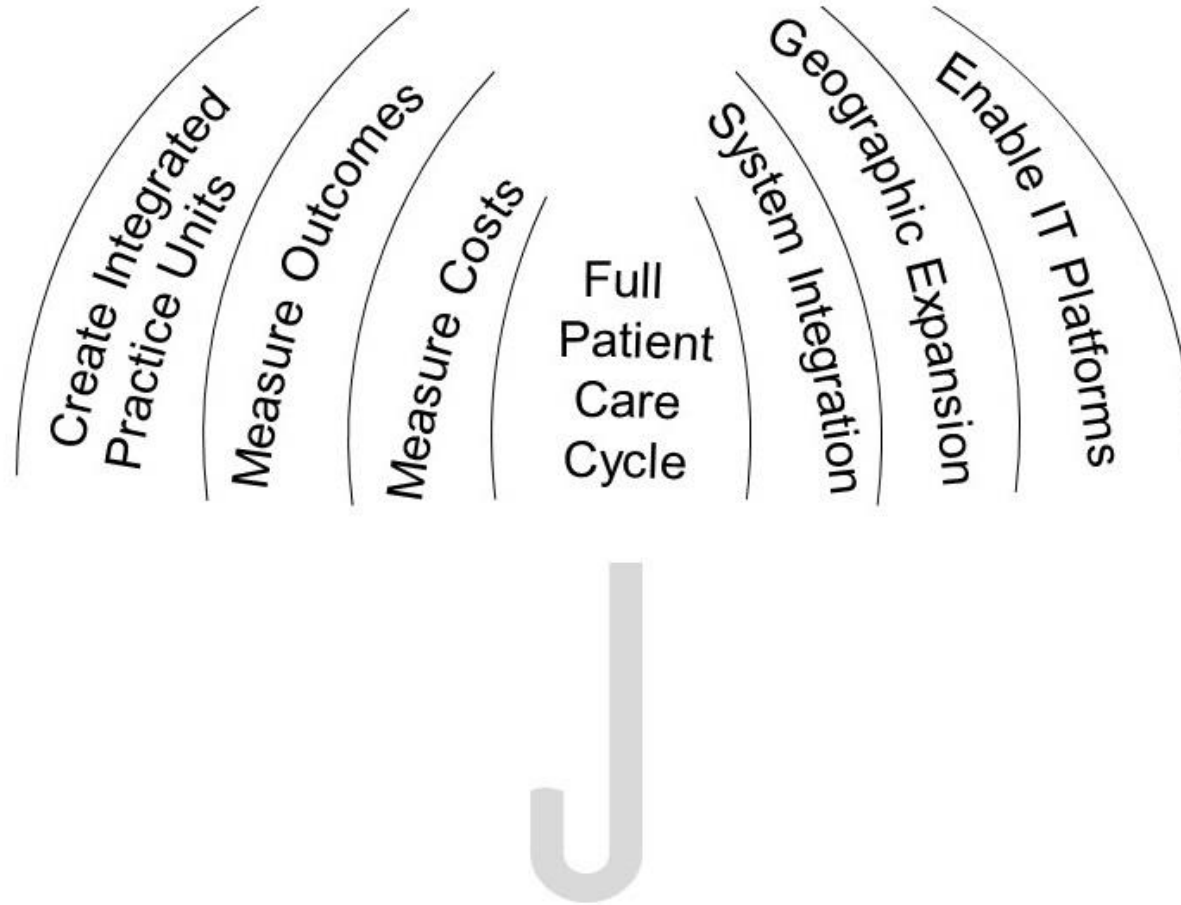 Create Integrated
Practice Units
Measure Outcomes
Measure Costs
Full
Patient
Care
Cycle
System Integration
Geographic Expansion
Enable IT Platforms